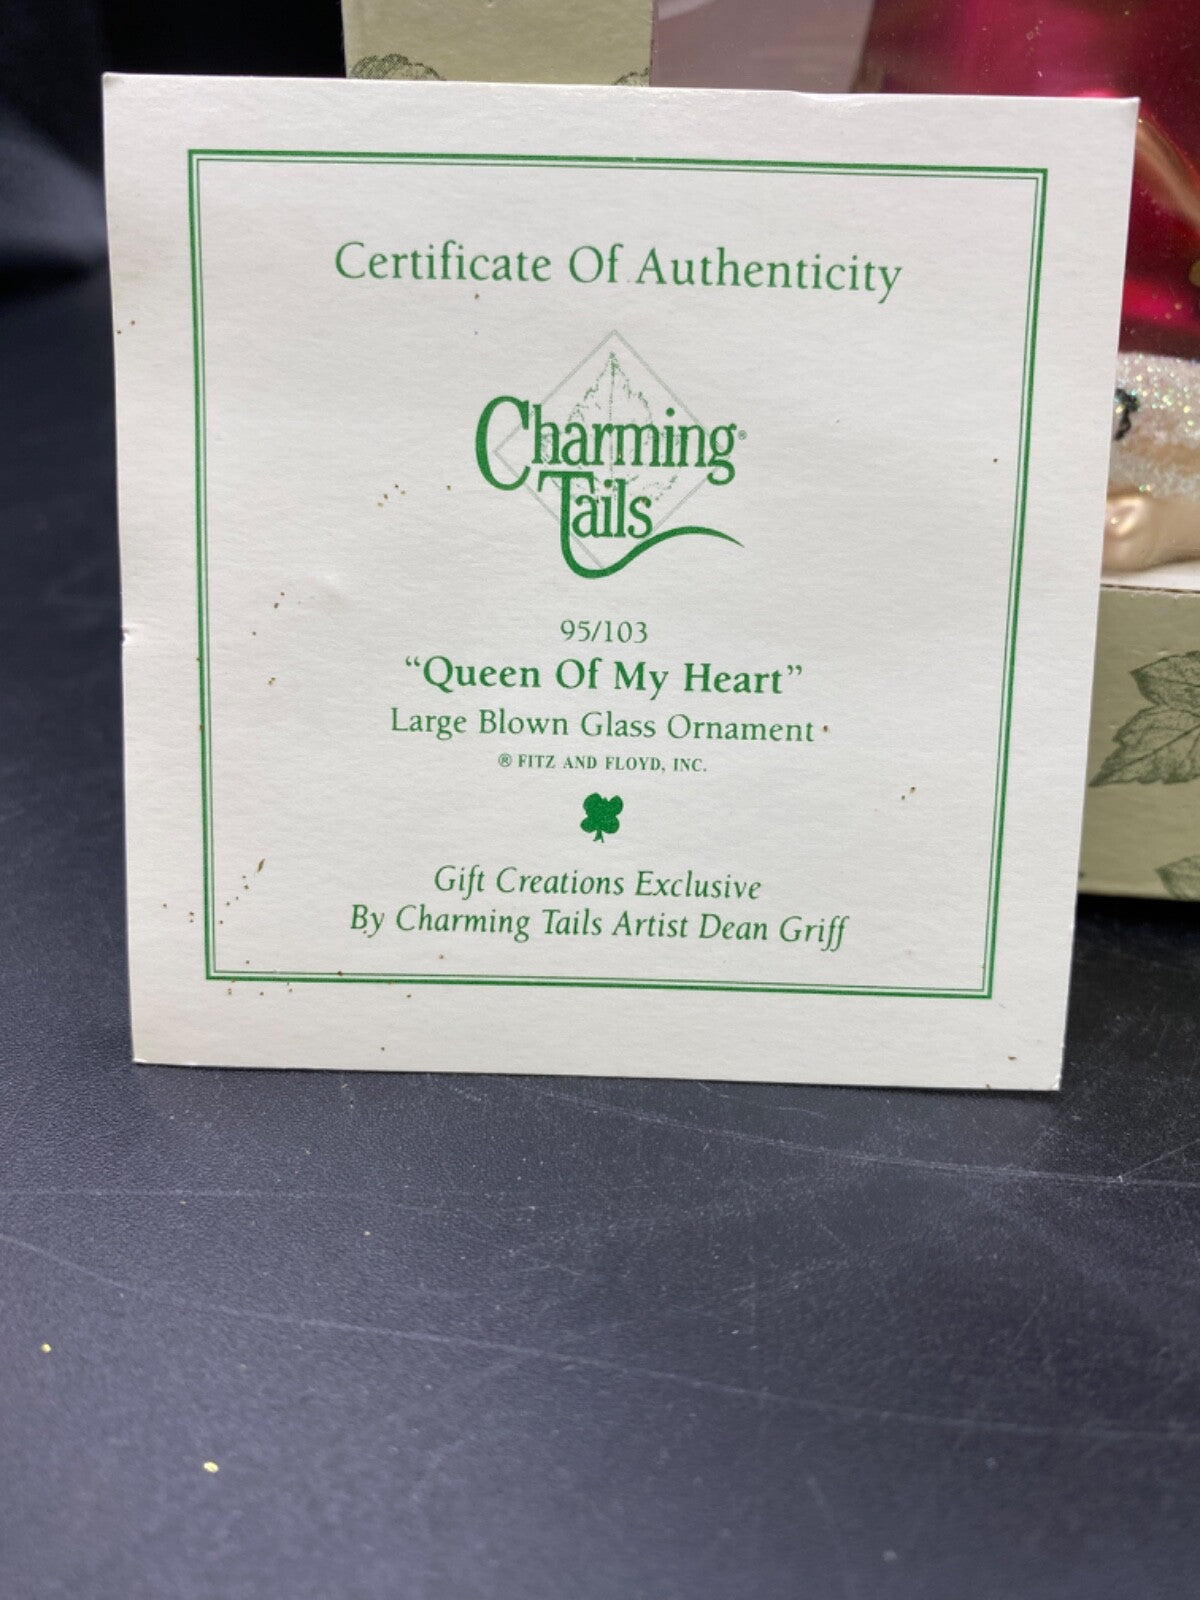 Certificate Of Authenticity
Charming®
Tails
95/103
“Queen Of My Heart”
Large Blown Glass Ornament
® FITZ AND FLOYD, INC.
Gift Creations Exclusive
By Charming Tails Artist Dean Griff